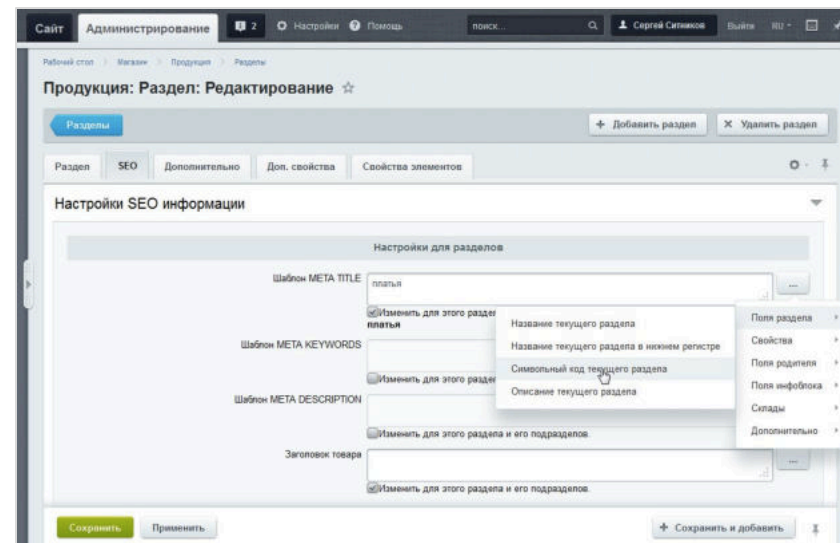 Сайт Администрирование 2 Настройки Помощь поиск... Сергей Ситников Выйти RU
Рабочий стол Магазин Продукция Разделы
Продукция: Раздел: Редактирование
Разделы + Добавить раздел × Удалить раздел
Раздел SEO Дополнительно Доп. свойства Свойства элементов
Настройки SEO информации
Настройки для разделов
Шаблон META TITLE платья ...
Изменить для этого раздел
платья
Шаблон META KEYWORDS
Изменить для этого раздел
Шаблон META DESCRIPTION
Изменить для этого раздела и его подразделов.
Заголовок товара ...
Изменить для этого раздела и его подразделов.
Название текущего раздела
Название текущего раздела в нижнем регистре
Символьный код текущего раздела
Описание текущего раздела
Поля раздела
Свойства
Поля родителя
Поля инфоблока
Склады
Дополнительно
Сохранить Применить + Сохранить и добавить